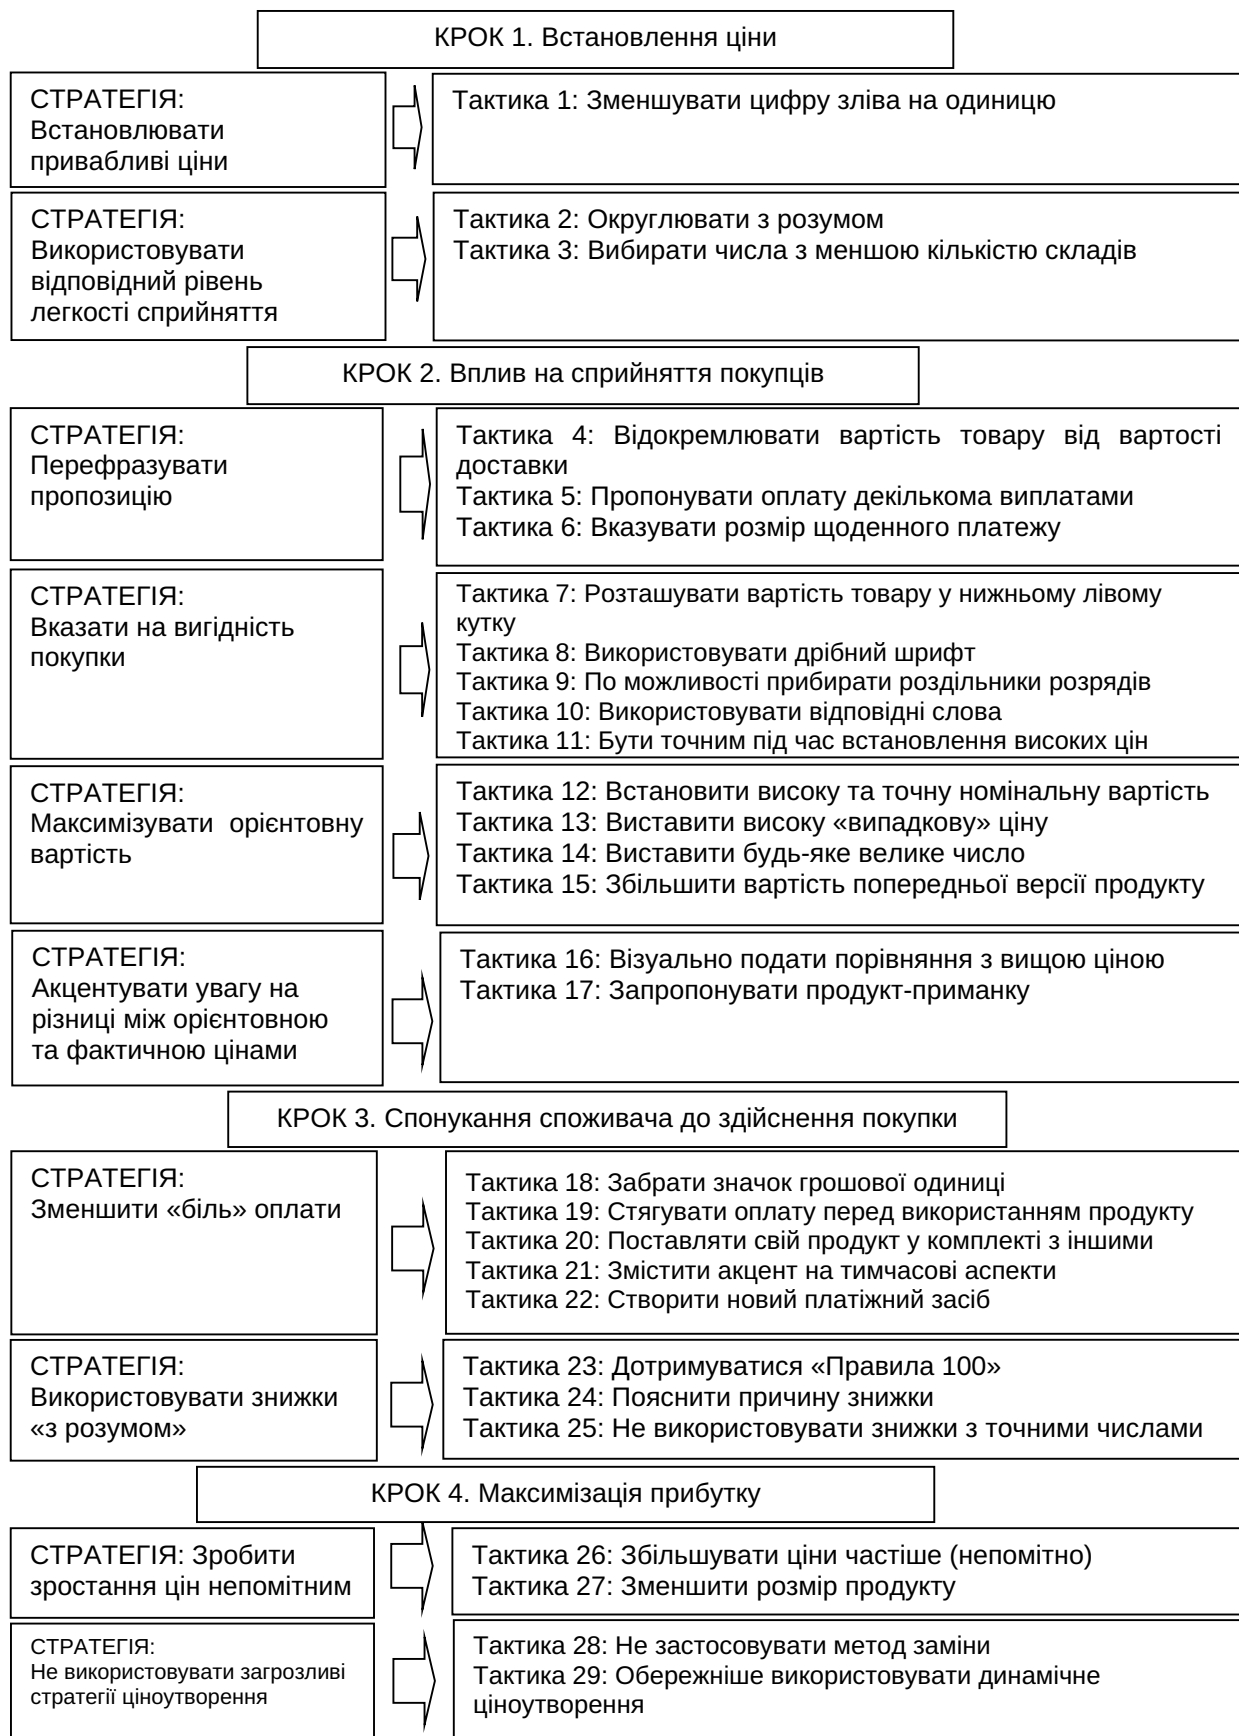 КРОК 1. Встановлення ціни
СТРАТЕГІЯ:
Встановлювати
привабливі ціни
Тактика 1: Зменшувати цифру зліва на одиницю
СТРАТЕГІЯ:
Використовувати
відповідний рівень
легкості сприйняття
Тактика 2: Округлювати з розумом
Тактика 3: Вибирати числа з меншою кількістю складів
КРОК 2. Вплив на сприйняття покупців
СТРАТЕГІЯ:
Перефразувати
пропозицію
Тактика 4: Відокремлювати вартість товару від вартості
доставки
Тактика 5: Пропонувати оплату декількома виплатами
Тактика 6: Вказувати розмір щоденного платежу
СТРАТЕГІЯ:
Вказати на вигідність
покупки
Тактика 7: Розташувати вартість товару у нижньому лівому
кутку
Тактика 8: Використовувати дрібний шрифт
Тактика 9: По можливості прибирати роздільники розрядів
Тактика 10: Використовувати відповідні слова
Тактика 11: Бути точним під час встановлення високих цін
СТРАТЕГІЯ:
Максимізувати орієнтовну
вартість
Тактика 12: Встановити високу та точну номінальну вартість
Тактика 13: Виставити високу «випадкову» ціну
Тактика 14: Виставити будь-яке велике число
Тактика 15: Збільшити вартість попередньої версії продукту
СТРАТЕГІЯ:
Акцентувати увагу на
різниці між орієнтовною
та фактичною цінами
Тактика 16: Візуально подати порівняння з вищою ціною
Тактика 17: Запропонувати продукт-приманку
КРОК 3. Спонукання споживача до здійснення покупки
СТРАТЕГІЯ:
Зменшити «біль» оплати
Тактика 18: Забрати значок грошової одиниці
Тактика 19: Стягувати оплату перед використанням продукту
Тактика 20: Поставляти свій продукт у комплекті з іншими
Тактика 21: Змістити акцент на тимчасові аспекти
Тактика 22: Створити новий платіжний засіб
СТРАТЕГІЯ:
Використовувати знижки
«з розумом»
Тактика 23: Дотримуватися «Правила 100»
Тактика 24: Пояснити причину знижки
Тактика 25: Не використовувати знижки з точними числами
КРОК 4. Максимізація прибутку
СТРАТЕГІЯ: Зробити
зростання цін непомітним
Тактика 26: Збільшувати ціни частіше (непомітно)
Тактика 27: Зменшити розмір продукту
СТРАТЕГІЯ:
Не використовувати загрозливі
стратегії ціноутворення
Тактика 28: Не застосовувати метод заміни
Тактика 29: Обережніше використовувати динамічне
ціноутворення